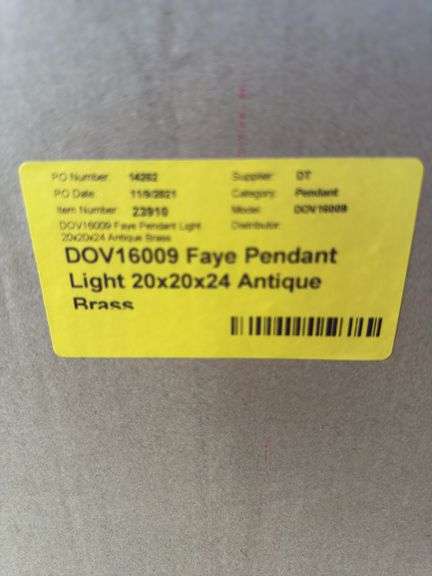 PO Number 14202 Supplier DT
PO Date 11/9/2021 Category Pendant
Item Number 23910 Model DOV16009
DOV16009 Faye Pendant Light Distributor
20x20x24 Antique Brass
DOV16009 Faye Pendant
Light 20x20x24 Antique
Brass